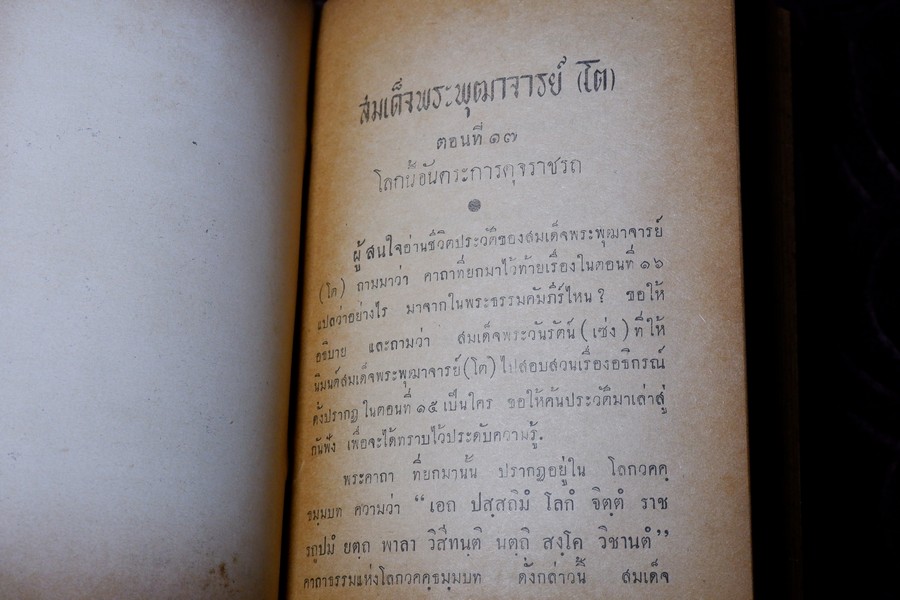 สมเด็จพระพุฒาจารย์ (โต)
ตอนที่ ๑๗
โลกนี้อันตระการดุจราชรถ
ผู้สนใจอ่านชีวิตประวัติของสมเด็จพระพุฒาจารย์
(โต) ถามมาว่า คาถาที่ยกมาไว้ท้ายเรื่องในตอนที่ ๑๖
แปลว่าอย่างไร มาจากในพระธรรมคัมภีร์ไหน? ขอให้
อธิบาย และถามว่า สมเด็จพระวันรัตน์ (เซ่ง) ที่ให้
นิมนต์สมเด็จพระพุฒาจารย์ (โต) ไปสอบสวนเรื่องอธิกรณ์
ดังปรากฏ ในตอนที่ ๑๕ เป็นใคร ขอให้ค้นประวัติมาเล่าสู่
กันฟัง เพื่อจะได้ทราบไว้ประดับความรู้.
พระคาถา ที่ยกมานั้น ปรากฏอยู่ใน โลกวคฺค
ธมฺมบท ความว่า “เอถ ปสฺสถิมํ โลกํ จิตฺตํ ราช
รถูปมํ ยตฺถ พาลา วิสีทนฺติ นตฺถิ สงฺโค วิชานตํ”
คาถาธรรมแห่งโลกวคฺคธมฺมบท ดั่งกล่าวนี้ สมเด็จ